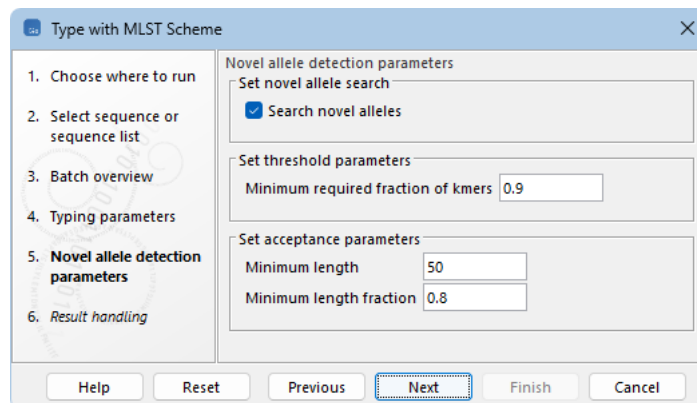 Type with MLST Scheme
1. Choose where to run
2. Select sequence or
sequence list
3. Batch overview
4. Typing parameters
5. Novel allele detection
parameters
6. Result handling
Novel allele detection parameters
Set novel allele search
Search novel alleles
Set threshold parameters
Minimum required fraction of kmers 0.9
Set acceptance parameters
Minimum length 50
Minimum length fraction 0.8
Help Reset Previous Next Finish Cancel